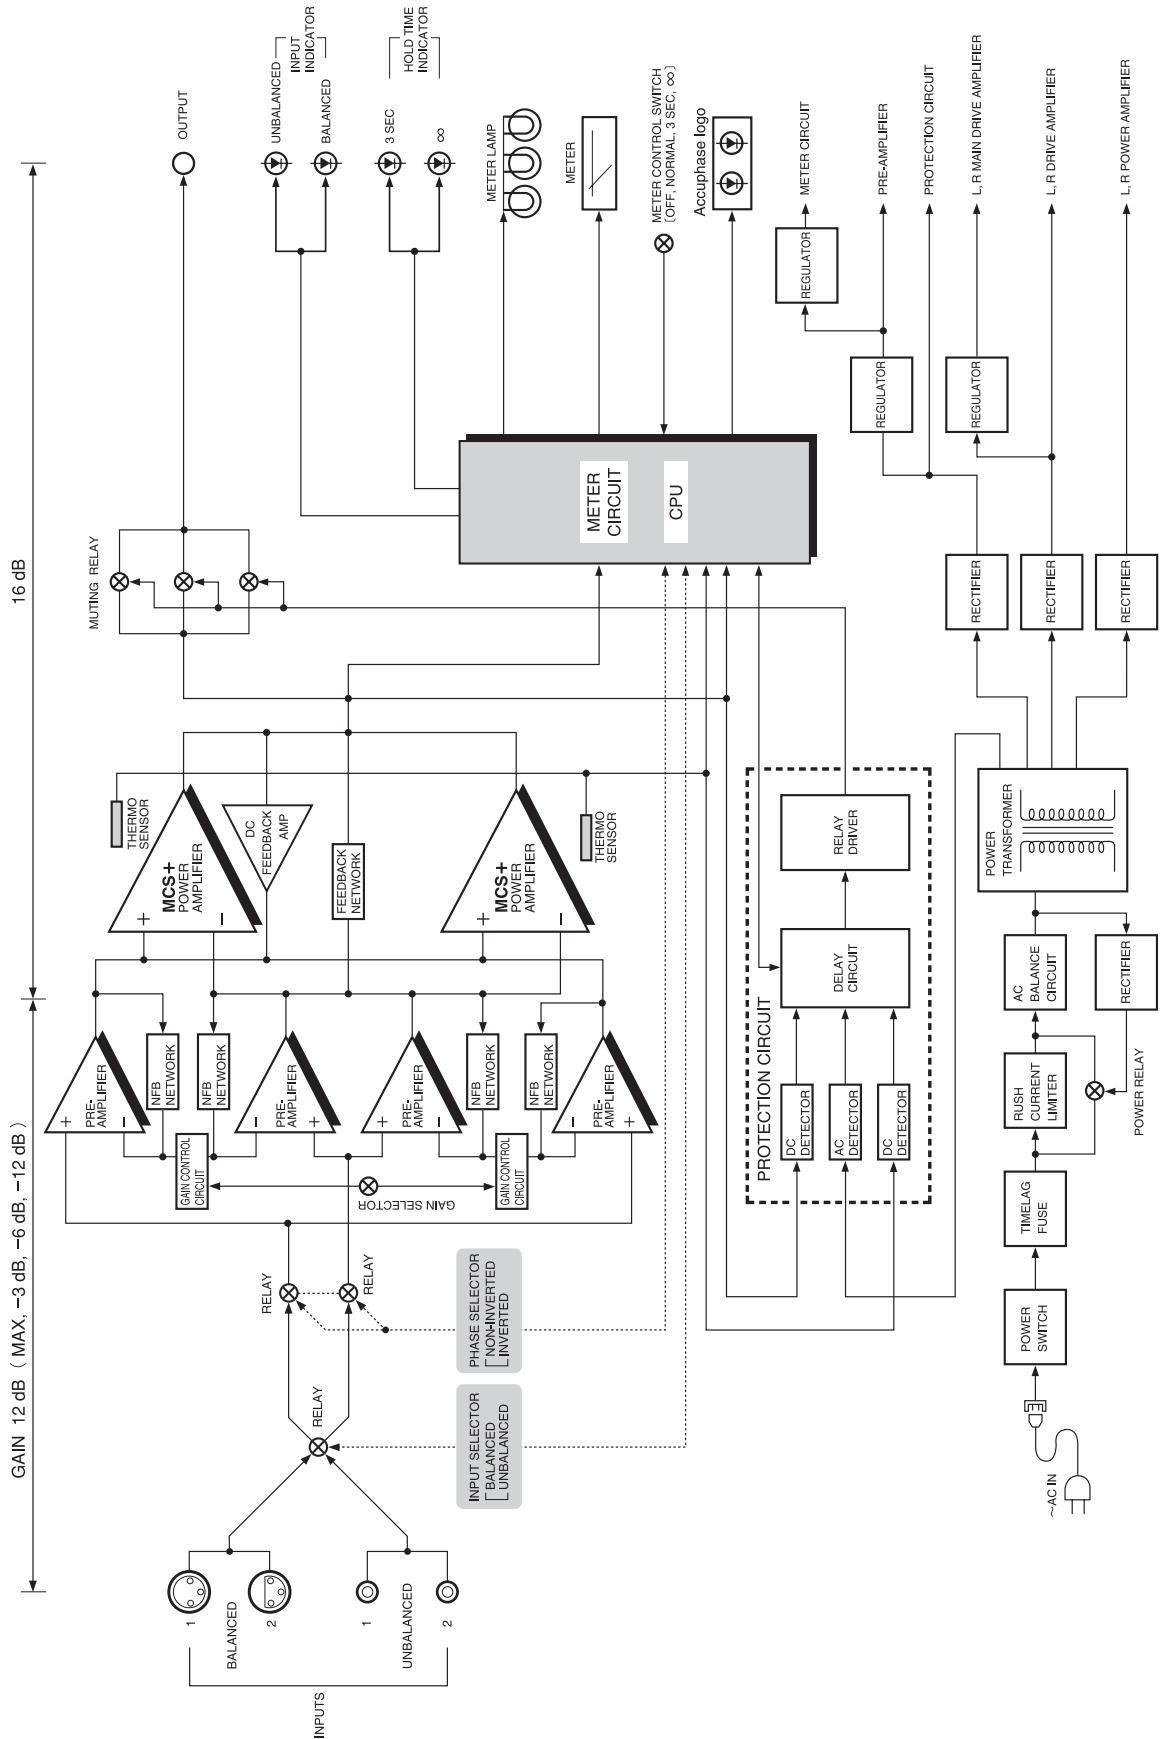 GAIN 12 dB ( MAX, −3 dB, −6 dB, −12 dB )
16 dB
INPUTS
1
BALANCED
2
1
UNBALANCED
2
RELAY
INPUT SELECTOR
BALANCED
UNBALANCED
PHASE SELECTOR
NON-INVERTED
INVERTED
RELAY
RELAY
GAIN CONTROL
CIRCUIT
GAIN SELECTOR
GAIN CONTROL
CIRCUIT
+
PRE-
AMPLIFIER
−
NFB
NETWORK
NFB
NETWORK
−
PRE-
AMPLIFIER
+
+
PRE-
AMPLIFIER
−
NFB
NETWORK
NFB
NETWORK
−
PRE-
AMPLIFIER
+
THERMO
SENSOR
+
MCS+
POWER
AMPLIFIER
−
DC
FEEDBACK
AMP
FEEDBACK
NETWORK
+
MCS+
POWER
AMPLIFIER
−
THERMO
SENSOR
MUTING RELAY
OUTPUT
UNBALANCED
BALANCED
INPUT
INDICATOR
3 SEC
∞
HOLD TIME
INDICATOR
METER LAMP
METER
METER CONTROL SWITCH
(OFF, NORMAL, 3 SEC, ∞)
Accuphase logo
METER
CIRCUIT
CPU
PROTECTION CIRCUIT
DC
DETECTOR
AC
DETECTOR
DC
DETECTOR
DELAY
CIRCUIT
RELAY
DRIVER
~AC IN
POWER
SWITCH
TIMELAG
FUSE
RUSH
CURRENT
LIMITER
POWER RELAY
AC
BALANCE
CIRCUIT
RECTIFIER
POWER
TRANSFORMER
RECTIFIER
RECTIFIER
RECTIFIER
REGULATOR
REGULATOR
REGULATOR
METER CIRCUIT
PRE-AMPLIFIER
PROTECTION CIRCUIT
L, R MAIN DRIVE AMPLIFIER
L, R DRIVE AMPLIFIER
L, R POWER AMPLIFIER